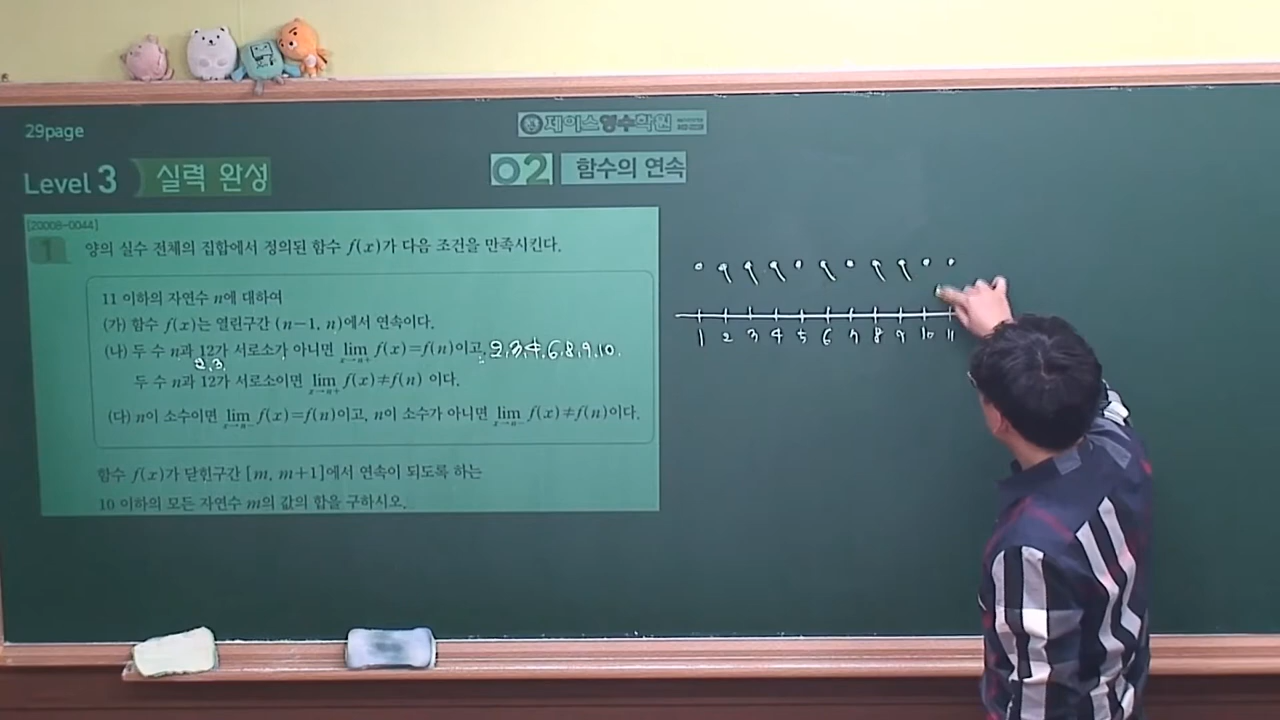 29page
제이스영수학원
Level 3 실력 완성
02 함수의 연속
[20008-0044]
1 양의 실수 전체의 집합에서 정의된 함수 f(x)가 다음 조건을 만족시킨다.
11 이하의 자연수 n에 대하여
(가) 함수 f(x)는 열린구간 (n-1, n)에서 연속이다.
(나) 두 수 n과 12가 서로소가 아니면 lim x→n+ f(x)=f(n)이고, 2,3,4,6,8,9,10.
2,3.
두 수 n과 12가 서로소이면 lim x→n+ f(x)≠f(n) 이다.
(다) n이 소수이면 lim x→n- f(x)=f(n)이고, n이 소수가 아니면 lim x→n- f(x)≠f(n)이다.
함수 f(x)가 닫힌구간 [m, m+1]에서 연속이 되도록 하는
10 이하의 모든 자연수 m의 값의 합을 구하시오.
1 2 3 4 5 6 7 8 9 10 11